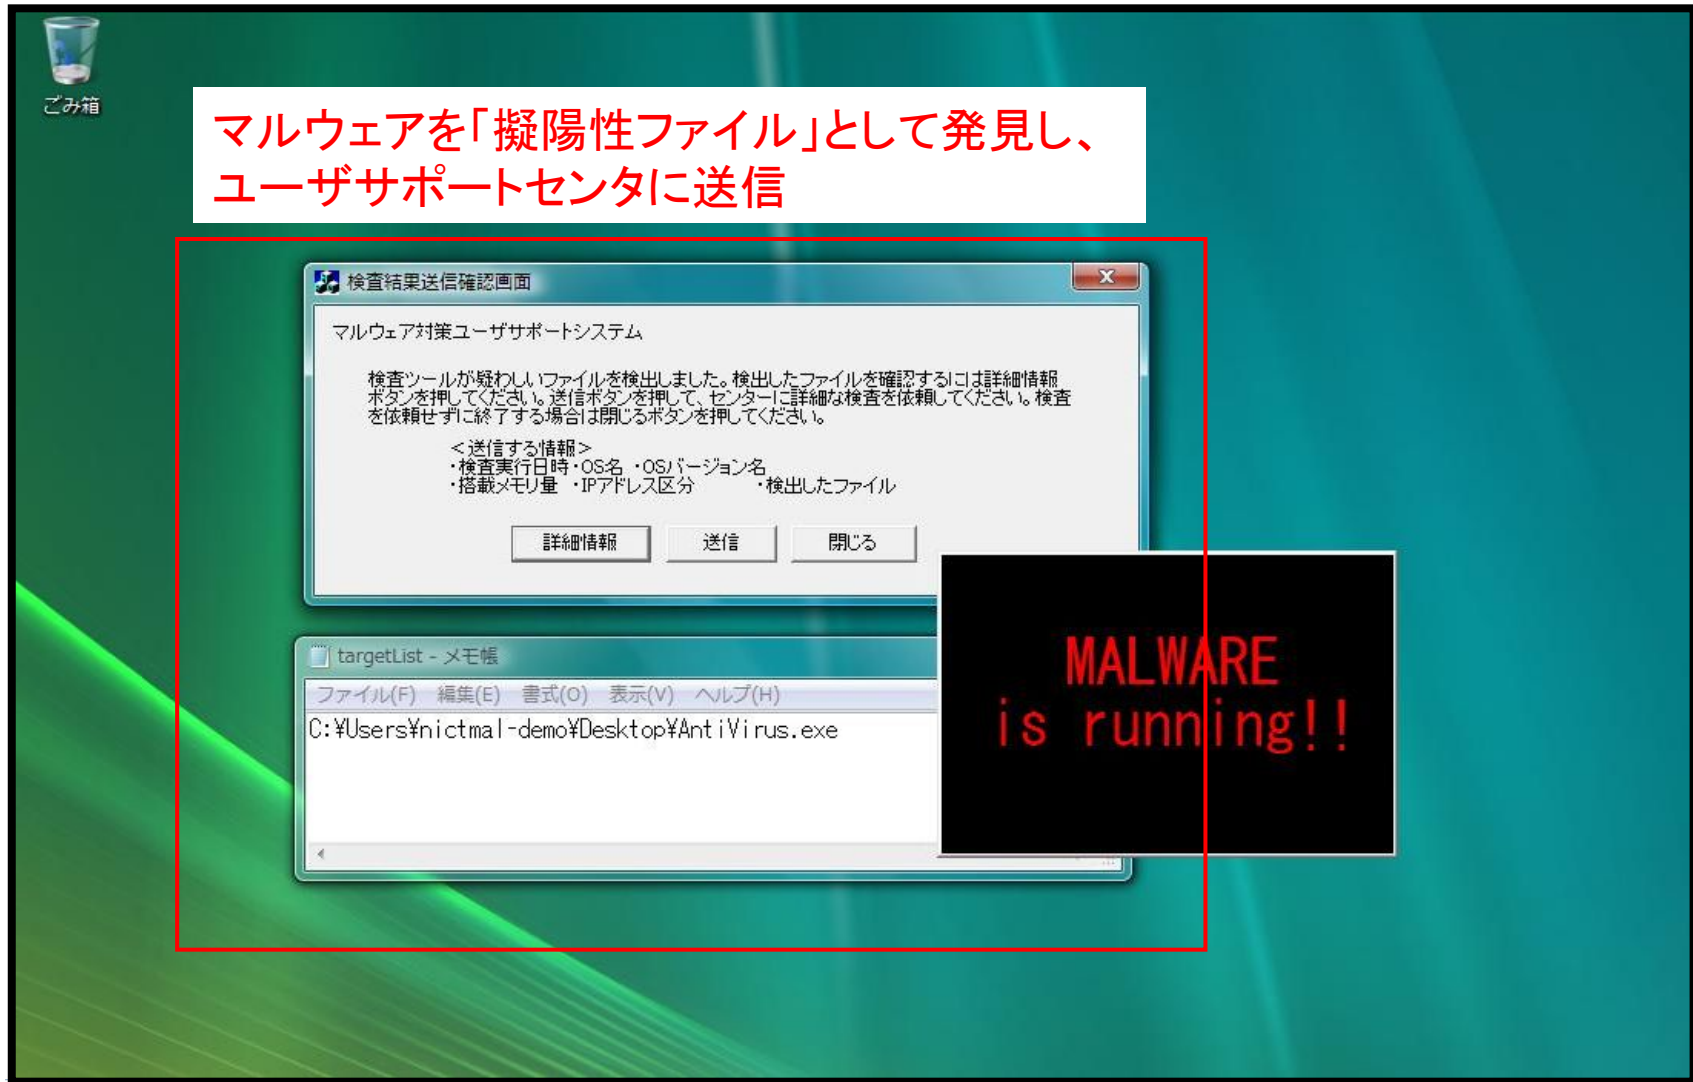 ごみ箱
マルウェアを「擬陽性ファイル」として発見し、
ユーザサポートセンタに送信
検査結果送信確認画面
マルウェア対策ユーザサポートシステム
検査ツールが疑わしいファイルを検出しました。検出したファイルを確認するには詳細情報
ボタンを押してください。送信ボタンを押して、センターに詳細な検査を依頼してください。検査
を依頼せずに終了する場合は閉じるボタンを押してください。
＜送信する情報＞
・検査実行日時・OS名 ・OSバージョン名
・搭載メモリ量 ・IPアドレス区分 ・検出したファイル
詳細情報 送信 閉じる
targetList - メモ帳
ファイル(F) 編集(E) 書式(O) 表示(V) ヘルプ(H)
C:¥Users¥nictmal-demo¥Desktop¥AntiVirus.exe
MALWARE
is running!!